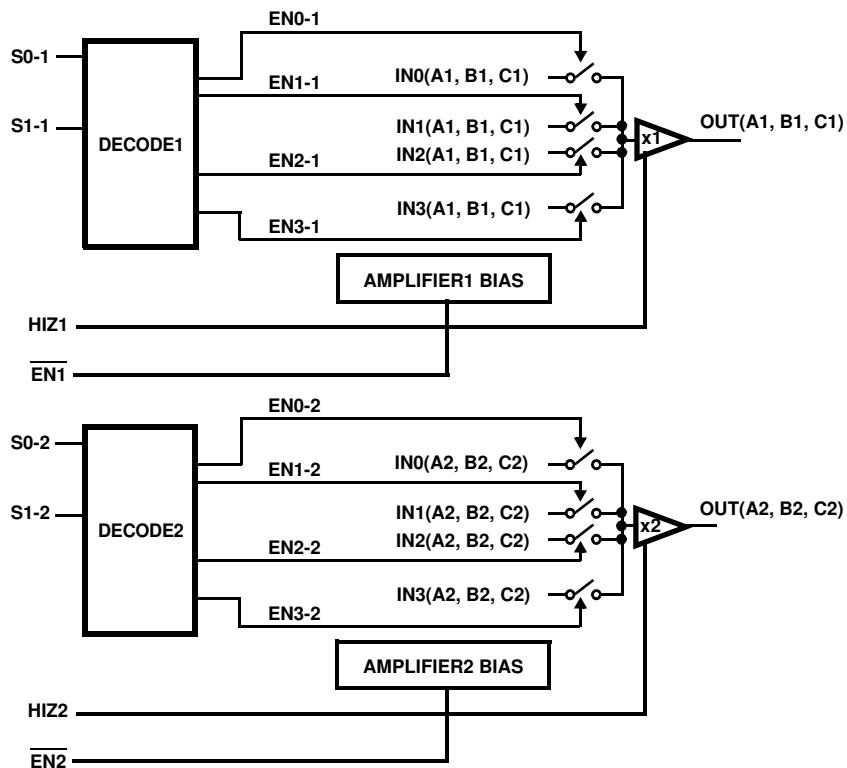 EN0-1
S0-1
IN0(A1, B1, C1)
EN1-1
S1-1
IN1(A1, B1, C1)
OUT(A1, B1, C1)
x1
DECODE1
IN2(A1, B1, C1)
EN2-1
IN3(A1, B1, C1)
EN3-1
AMPLIFIER1 BIAS
HIZ1
EN1
EN0-2
S0-2
IN0(A2, B2, C2)
EN1-2
S1-2
IN1(A2, B2, C2)
OUT(A2, B2, C2)
x2
DECODE2
IN2(A2, B2, C2)
EN2-2
IN3(A2, B2, C2)
EN3-2
AMPLIFIER2 BIAS
HIZ2
EN2